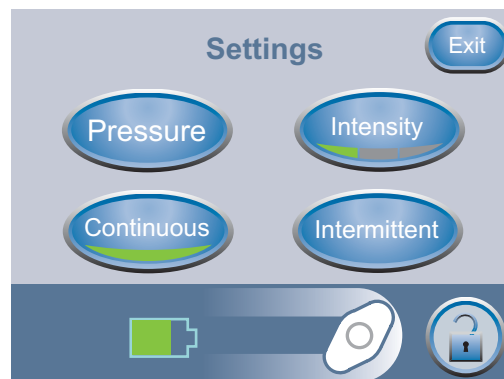 Settings
Exit
Pressure
Intensity
Continuous
Intermittent